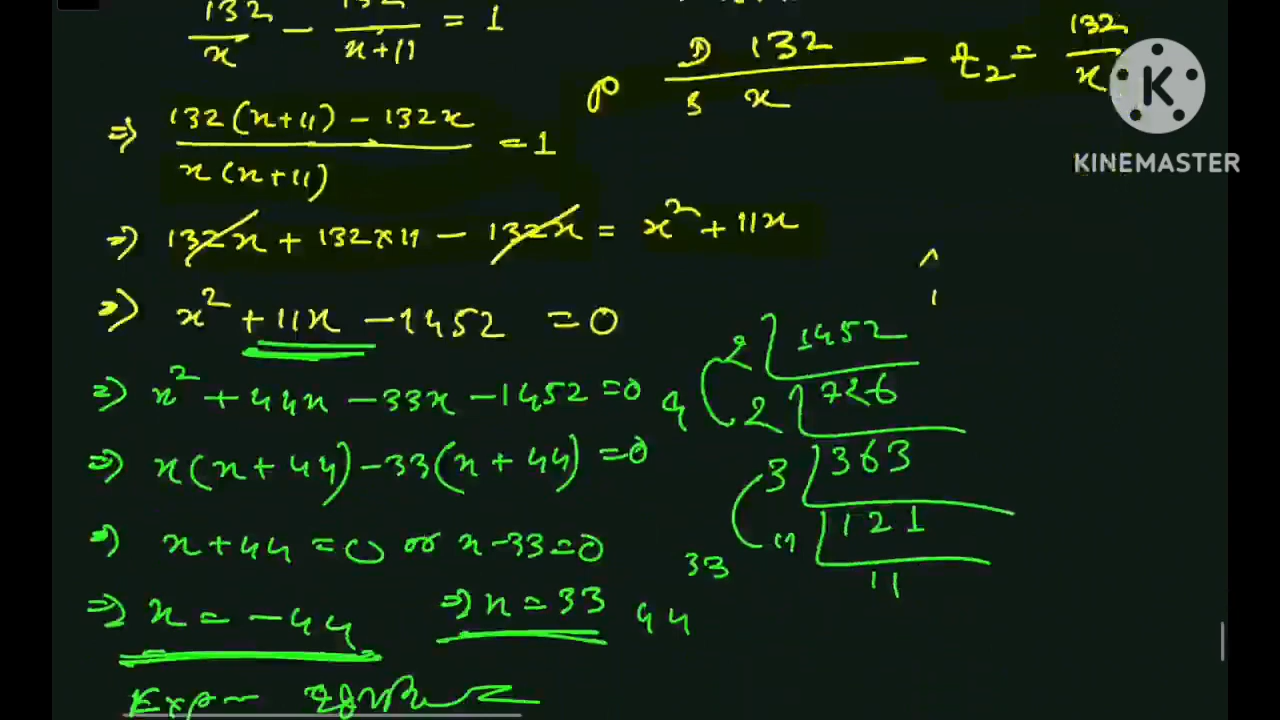 132/x − 132/x+11 = 1
⇒ 132(x+11) − 132x / x(x+11) = 1
⇒ 132x + 132×11 − 132x = x² + 11x
⇒ x² + 11x − 1452 = 0
⇒ x² + 44x − 33x − 1452 = 0
⇒ x(x+44) − 33(x+44) = 0
⇒ x+44 = 0 or x−33 = 0
⇒ x = −44 ⇒ x = 33
Exp
D 132
s x
t₂ = 132/x
KINEMASTER
2 1452
4 2 726
3 363
33 11 121
44 11